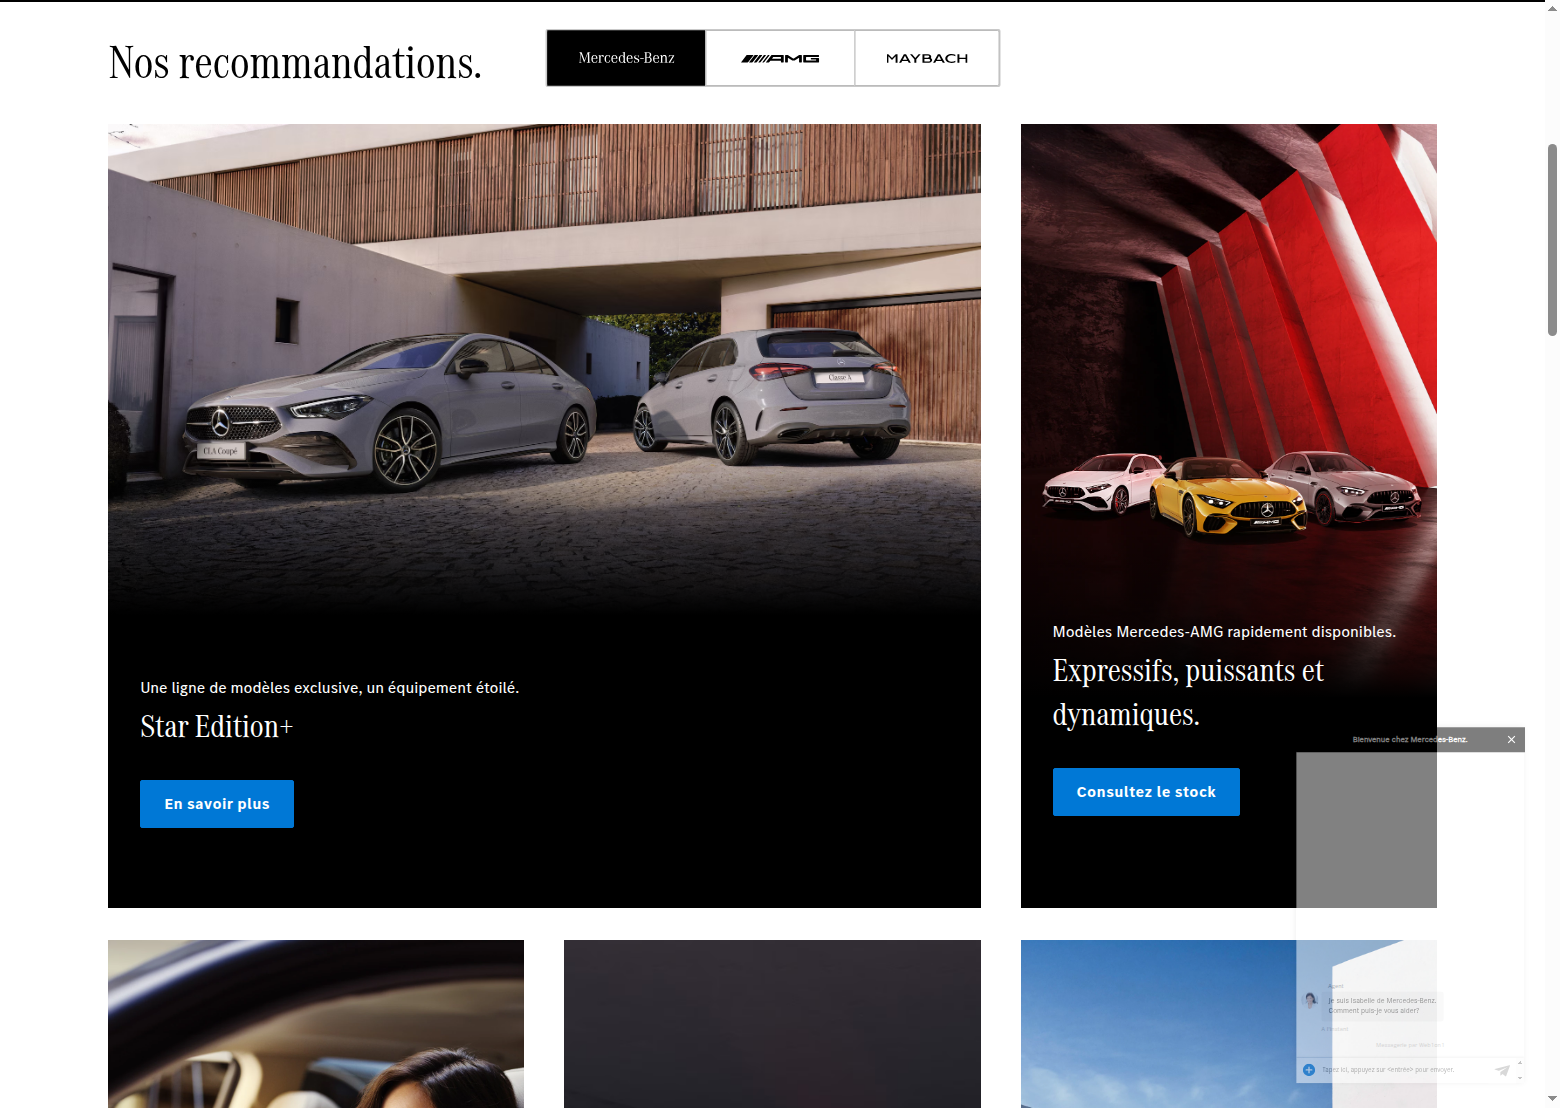 Nos recommandations.
Mercedes-Benz
AMG
MAYBACH
CLA Coupé
Classe A
Une ligne de modèles exclusive, un équipement étoilé.
Star Edition+
En savoir plus
AMG
Modèles Mercedes-AMG rapidement disponibles.
Expressifs, puissants et
dynamiques.
Consultez le stock
Bienvenue chez Mercedes-Benz.
Agent
Je suis Isabelle de Mercedes-Benz.
Comment puis-je vous aider?
Tapez ici, appuyez sur <entrée> pour envoyer.